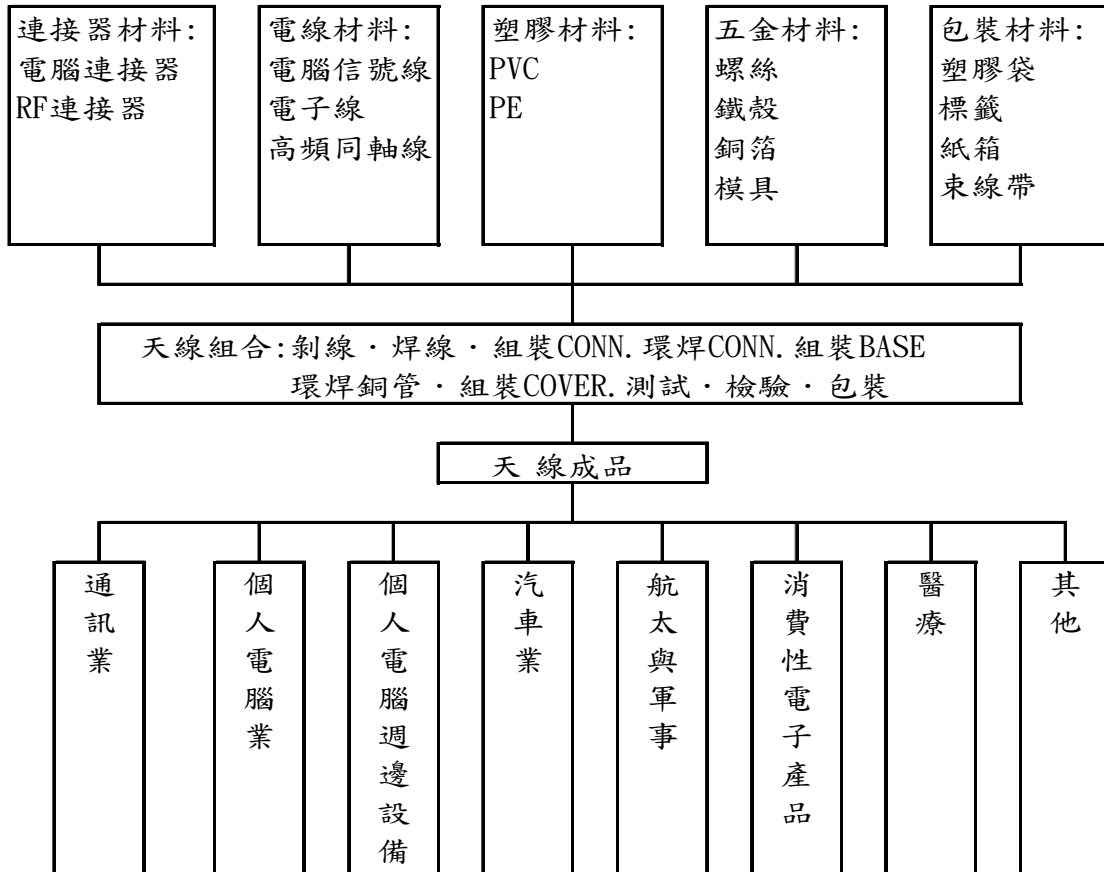 連接器材料:
電腦連接器
RF連接器
電線材料:
電腦信號線
電子線
高頻同軸線
塑膠材料:
PVC
PE
五金材料:
螺絲
鐵殼
銅箔
模具
包裝材料:
塑膠袋
標籤
紙箱
束線帶
天線組合:剝線．焊線．組裝CONN.環焊CONN.組裝BASE
環焊銅管．組裝COVER.測試．檢驗．包裝
天 線成品
通訊業
個人電腦業
個人電腦週邊設備
汽車業
航太與軍事
消費性電子產品
醫療
其他